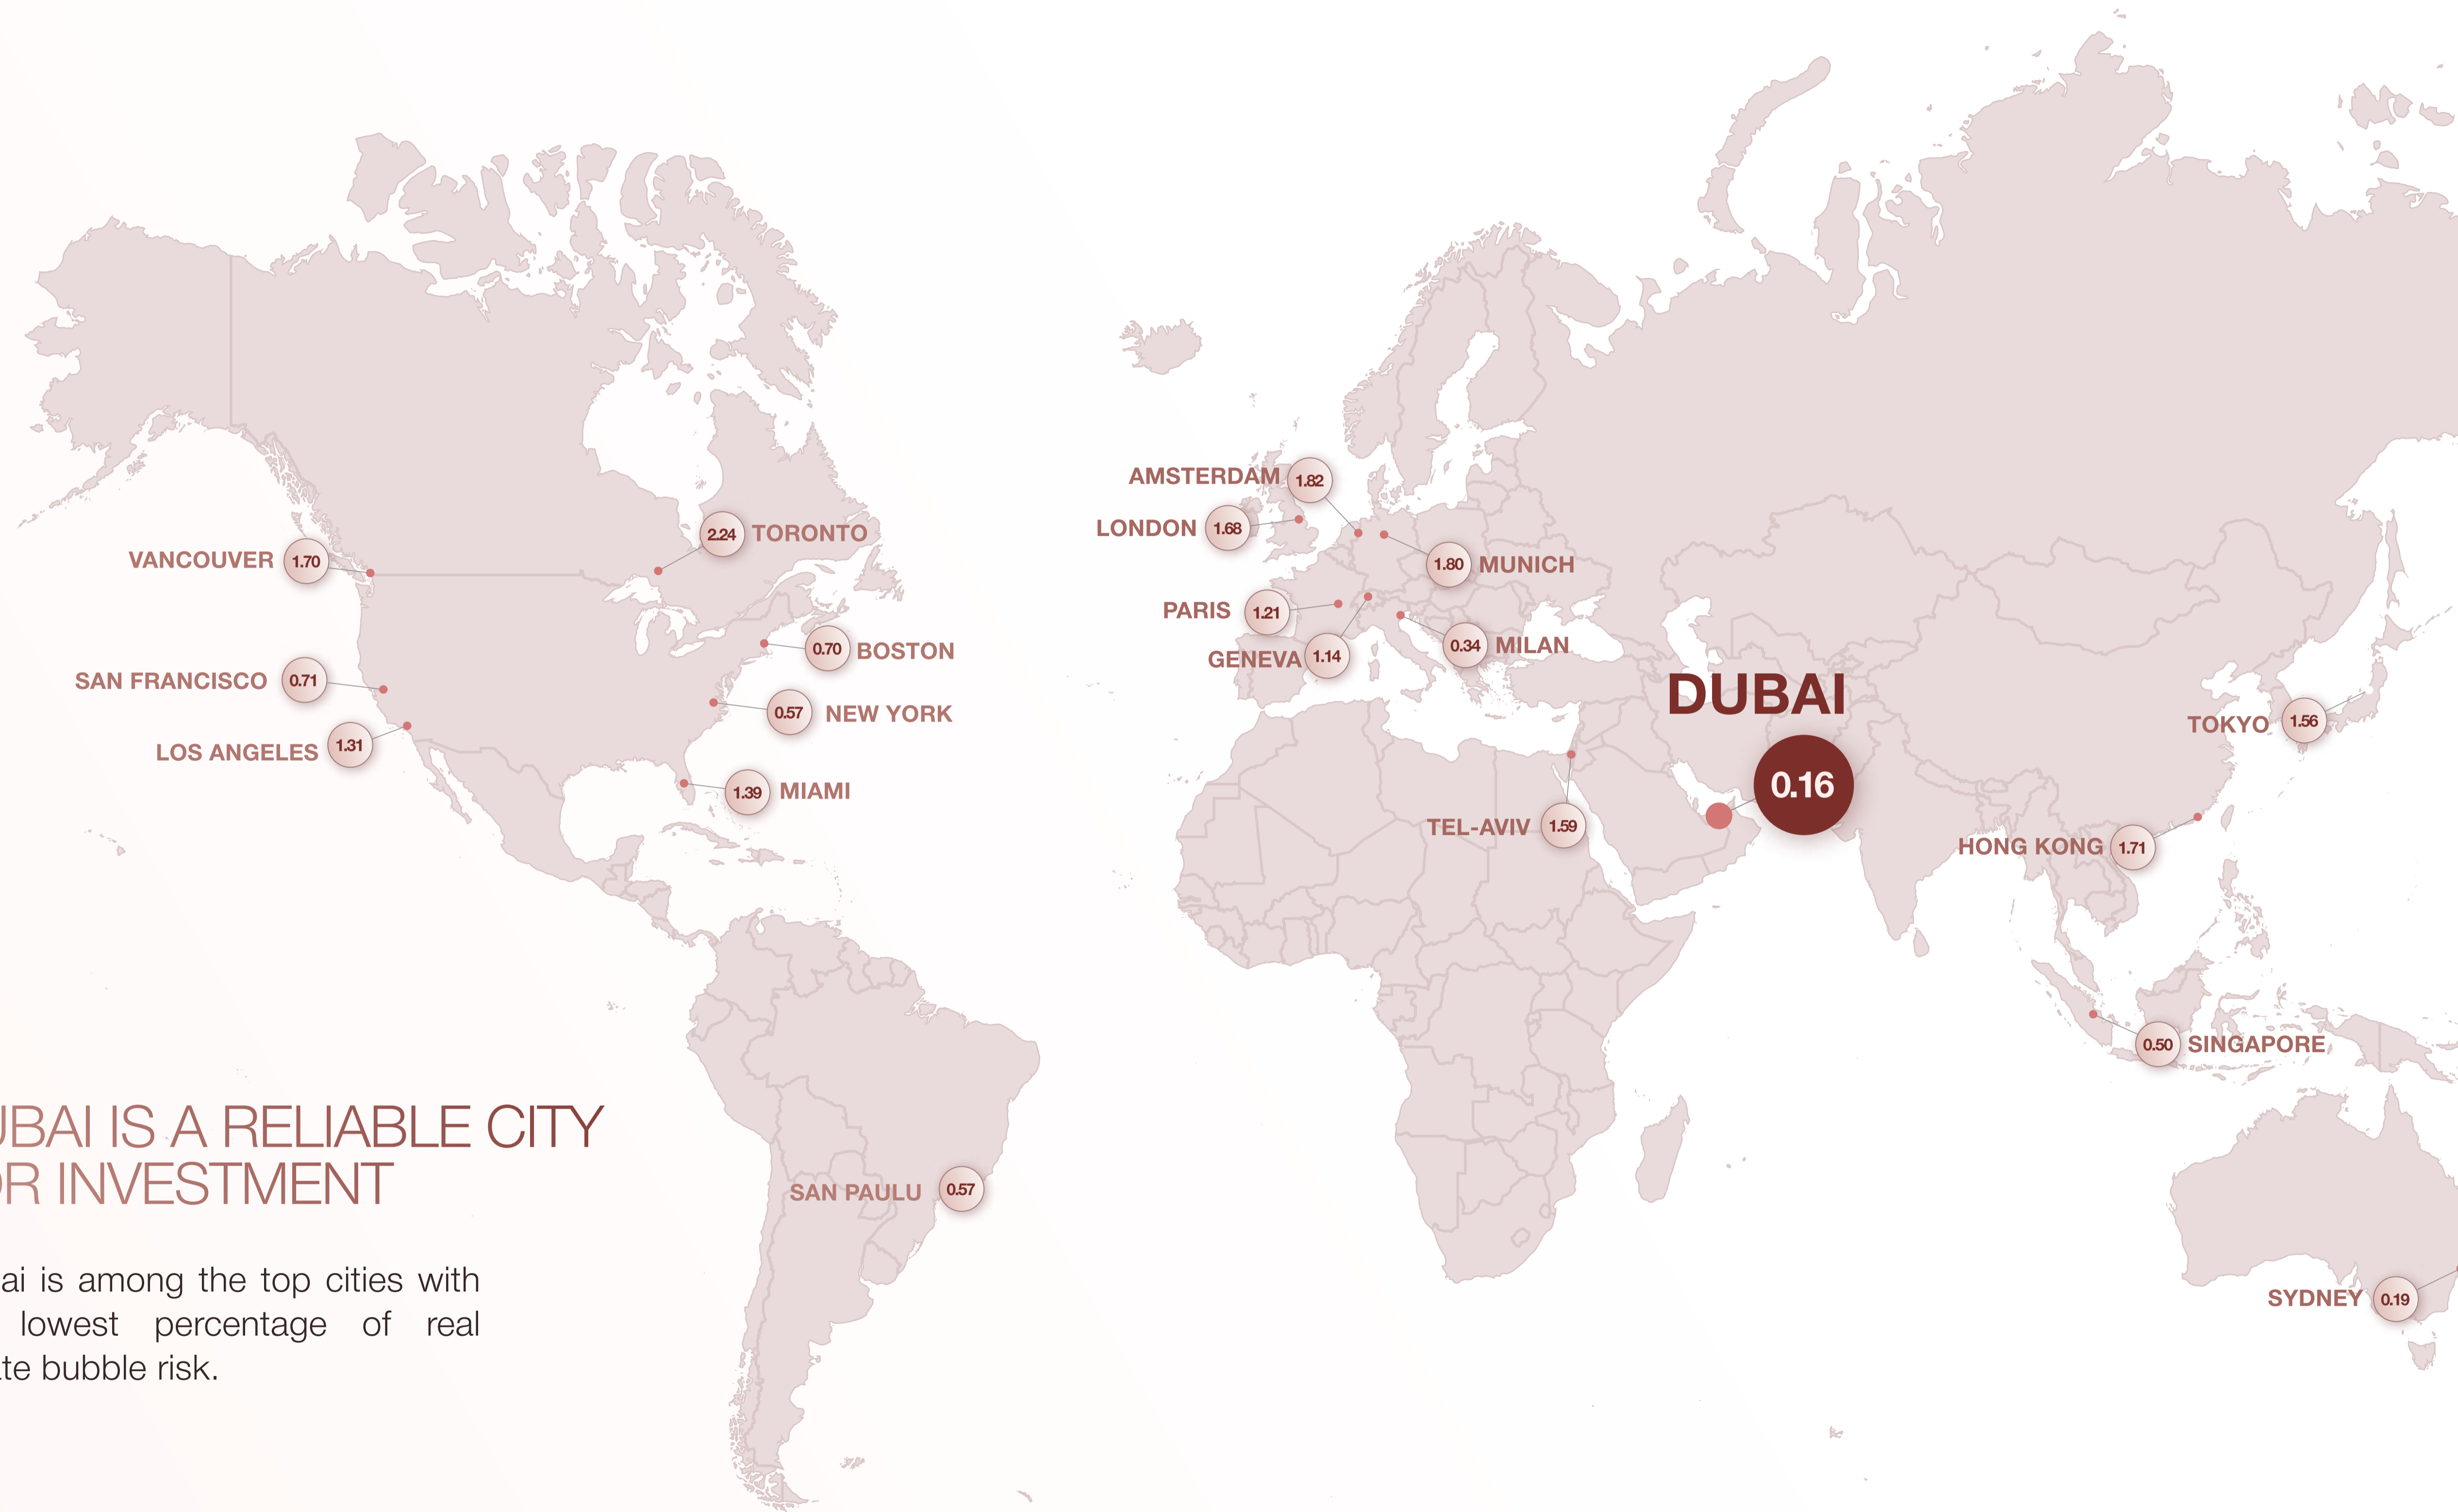 AMSTERDAM 1.82
LONDON 1.68
2.24 TORONTO
VANCOUVER 1.70
1.80 MUNICH
PARIS 1.21
0.70 BOSTON
0.34 MILAN
GENEVA 1.14
SAN FRANCISCO 0.71
DUBAI
0.57 NEW YORK
TOKYO 1.56
LOS ANGELES 1.31
0.16
1.39 MIAMI
TEL-AVIV 1.59
HONG KONG 1.71
0.50 SINGAPORE
UBAI IS A RELIABLE CITY
OR INVESTMENT
SAN PAULU 0.57
ai is among the top cities with
lowest percentage of real
te bubble risk.
SYDNEY 0.19